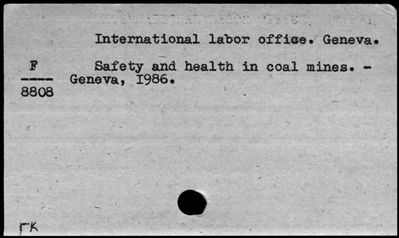 International labor office. Geneva.
F Safety and health in coal mines. -
8808 Geneva, 1986.
ГК